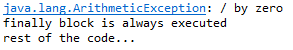 java.lang.ArithmeticException: / by zero
finally block is always executed
rest of the code...